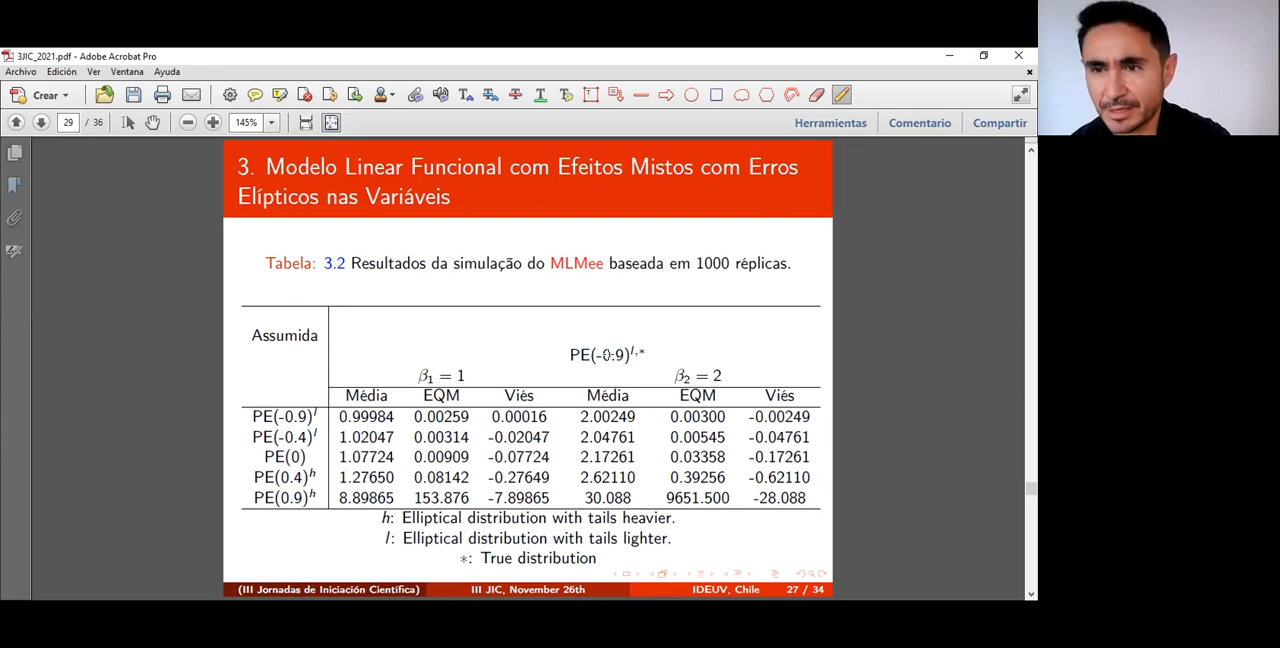 3JIC_2021.pdf - Adobe Acrobat Pro
Archivo Edición Ver Ventana Ayuda
Crear
29 / 36 145% Herramientas Comentario Compartir
3. Modelo Linear Funcional com Efeitos Mistos com Erros
Elípticos nas Variáveis
Tabela: 3.2 Resultados da simulação do MLMee baseada em 1000 réplicas.
Assumida
PE(-0.9)^l,*
β1 = 1 β2 = 2
Média EQM Viés Média EQM Viés
PE(-0.9)^l 0.99984 0.00259 0.00016 2.00249 0.00300 -0.00249
PE(-0.4)^l 1.02047 0.00314 -0.02047 2.04761 0.00545 -0.04761
PE(0) 1.07724 0.00909 -0.07724 2.17261 0.03358 -0.17261
PE(0.4)^h 1.27650 0.08142 -0.27649 2.62110 0.39256 -0.62110
PE(0.9)^h 8.89865 153.876 -7.89865 30.088 9651.500 -28.088
h: Elliptical distribution with tails heavier.
l: Elliptical distribution with tails lighter.
*: True distribution
(III Jornadas de Iniciación Científica) III JIC, November 26th IDEUV, Chile 27 / 34